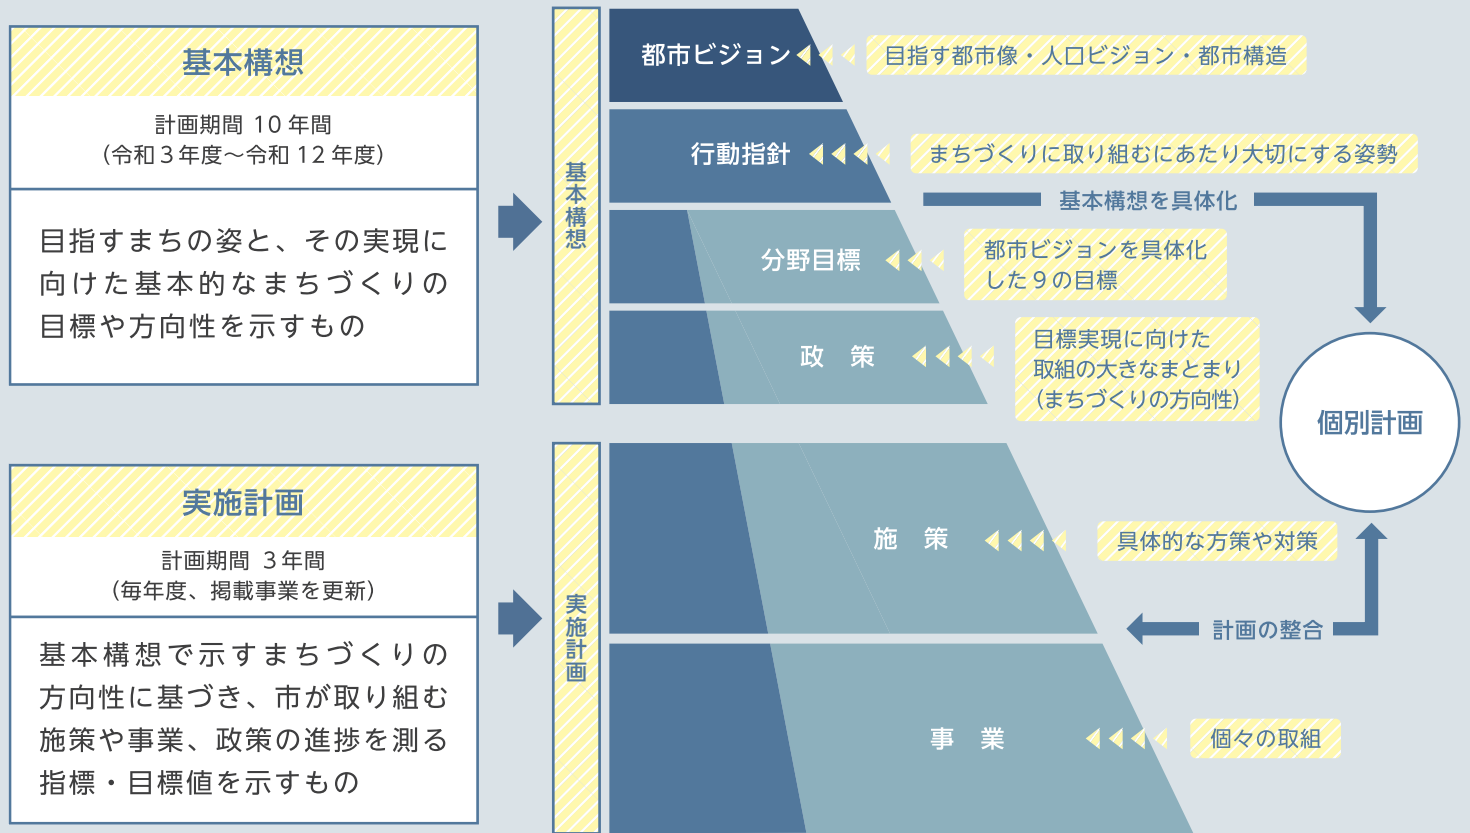 基本構想
計画期間 10 年間
（令和３年度～令和 12 年度）
目指すまちの姿と、その実現に
向けた基本的なまちづくりの
目標や方向性を示すもの
実施計画
計画期間 ３年間
（毎年度、掲載事業を更新）
基本構想で示すまちづくりの
方向性に基づき、市が取り組む
施策や事業、政策の進捗を測る
指標・目標値を示すもの
基本構想
都市ビジョン
目指す都市像・人口ビジョン・都市構造
行動指針
まちづくりに取り組むにあたり大切にする姿勢
基本構想を具体化
分野目標
都市ビジョンを具体化
した９の目標
政　策
目標実現に向けた
取組の大きなまとまり
（まちづくりの方向性）
個別計画
実施計画
施　策
具体的な方策や対策
計画の整合
事　業
個々の取組